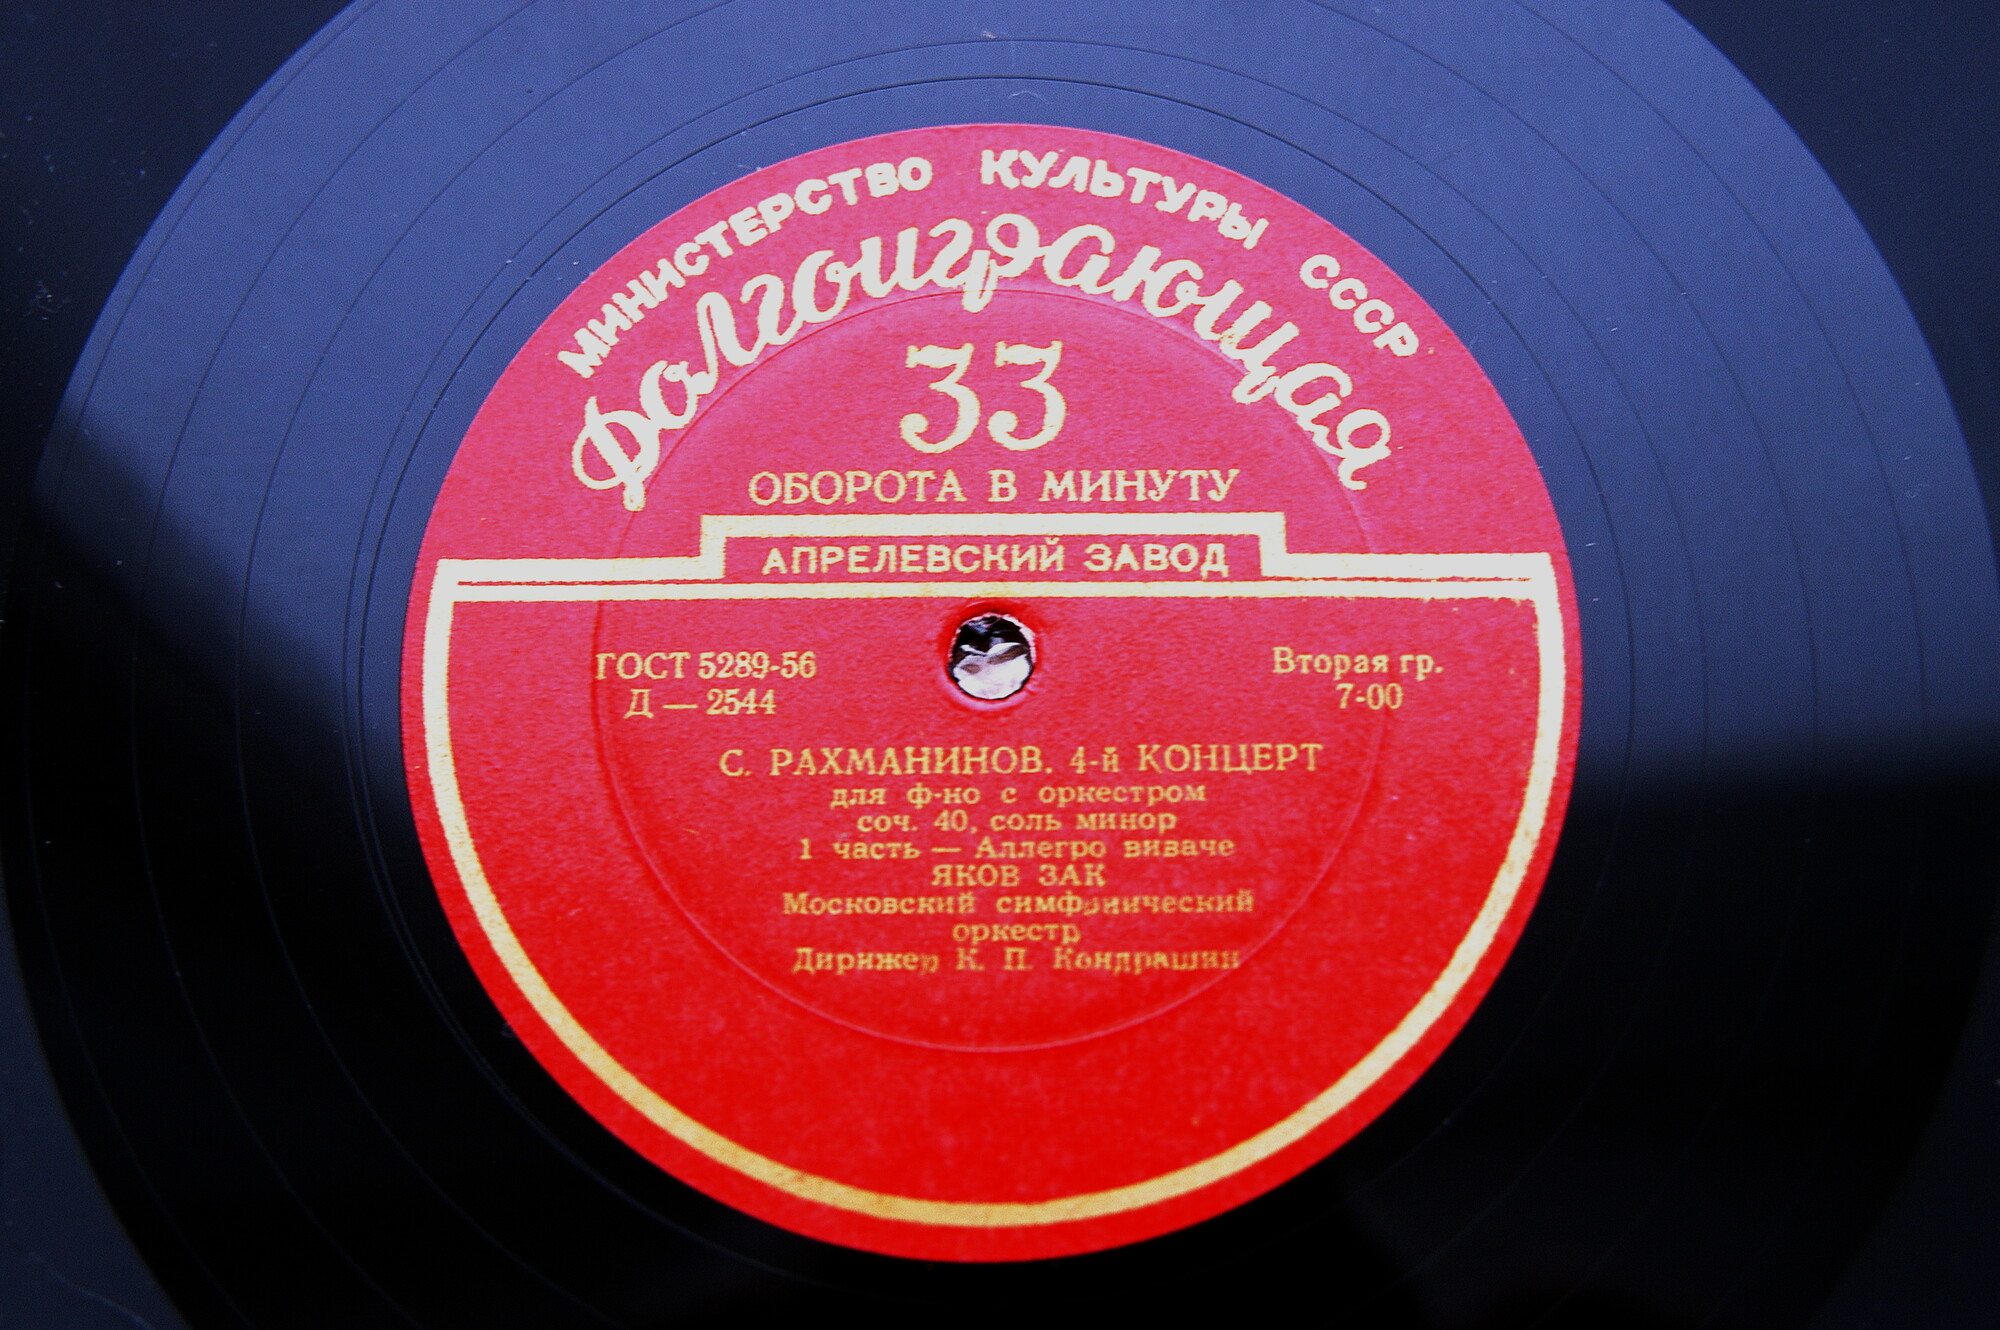 МИНИСТЕРСТВО КУЛЬТУРЫ СССР
Долгоиграющая
33
ОБОРОТА В МИНУТУ
АПРЕЛЕВСКИЙ ЗАВОД
ГОСТ 5289-56
Д — 2544
Вторая гр.
7-00
С. РАХМАНИНОВ. 4-й КОНЦЕРТ
для ф-но с оркестром
соч. 40, соль минор
1 часть — Аллегро виваче
ЯКОВ ЗАК
Московский симфонический
оркестр
Дирижер К. П. Кондрашин